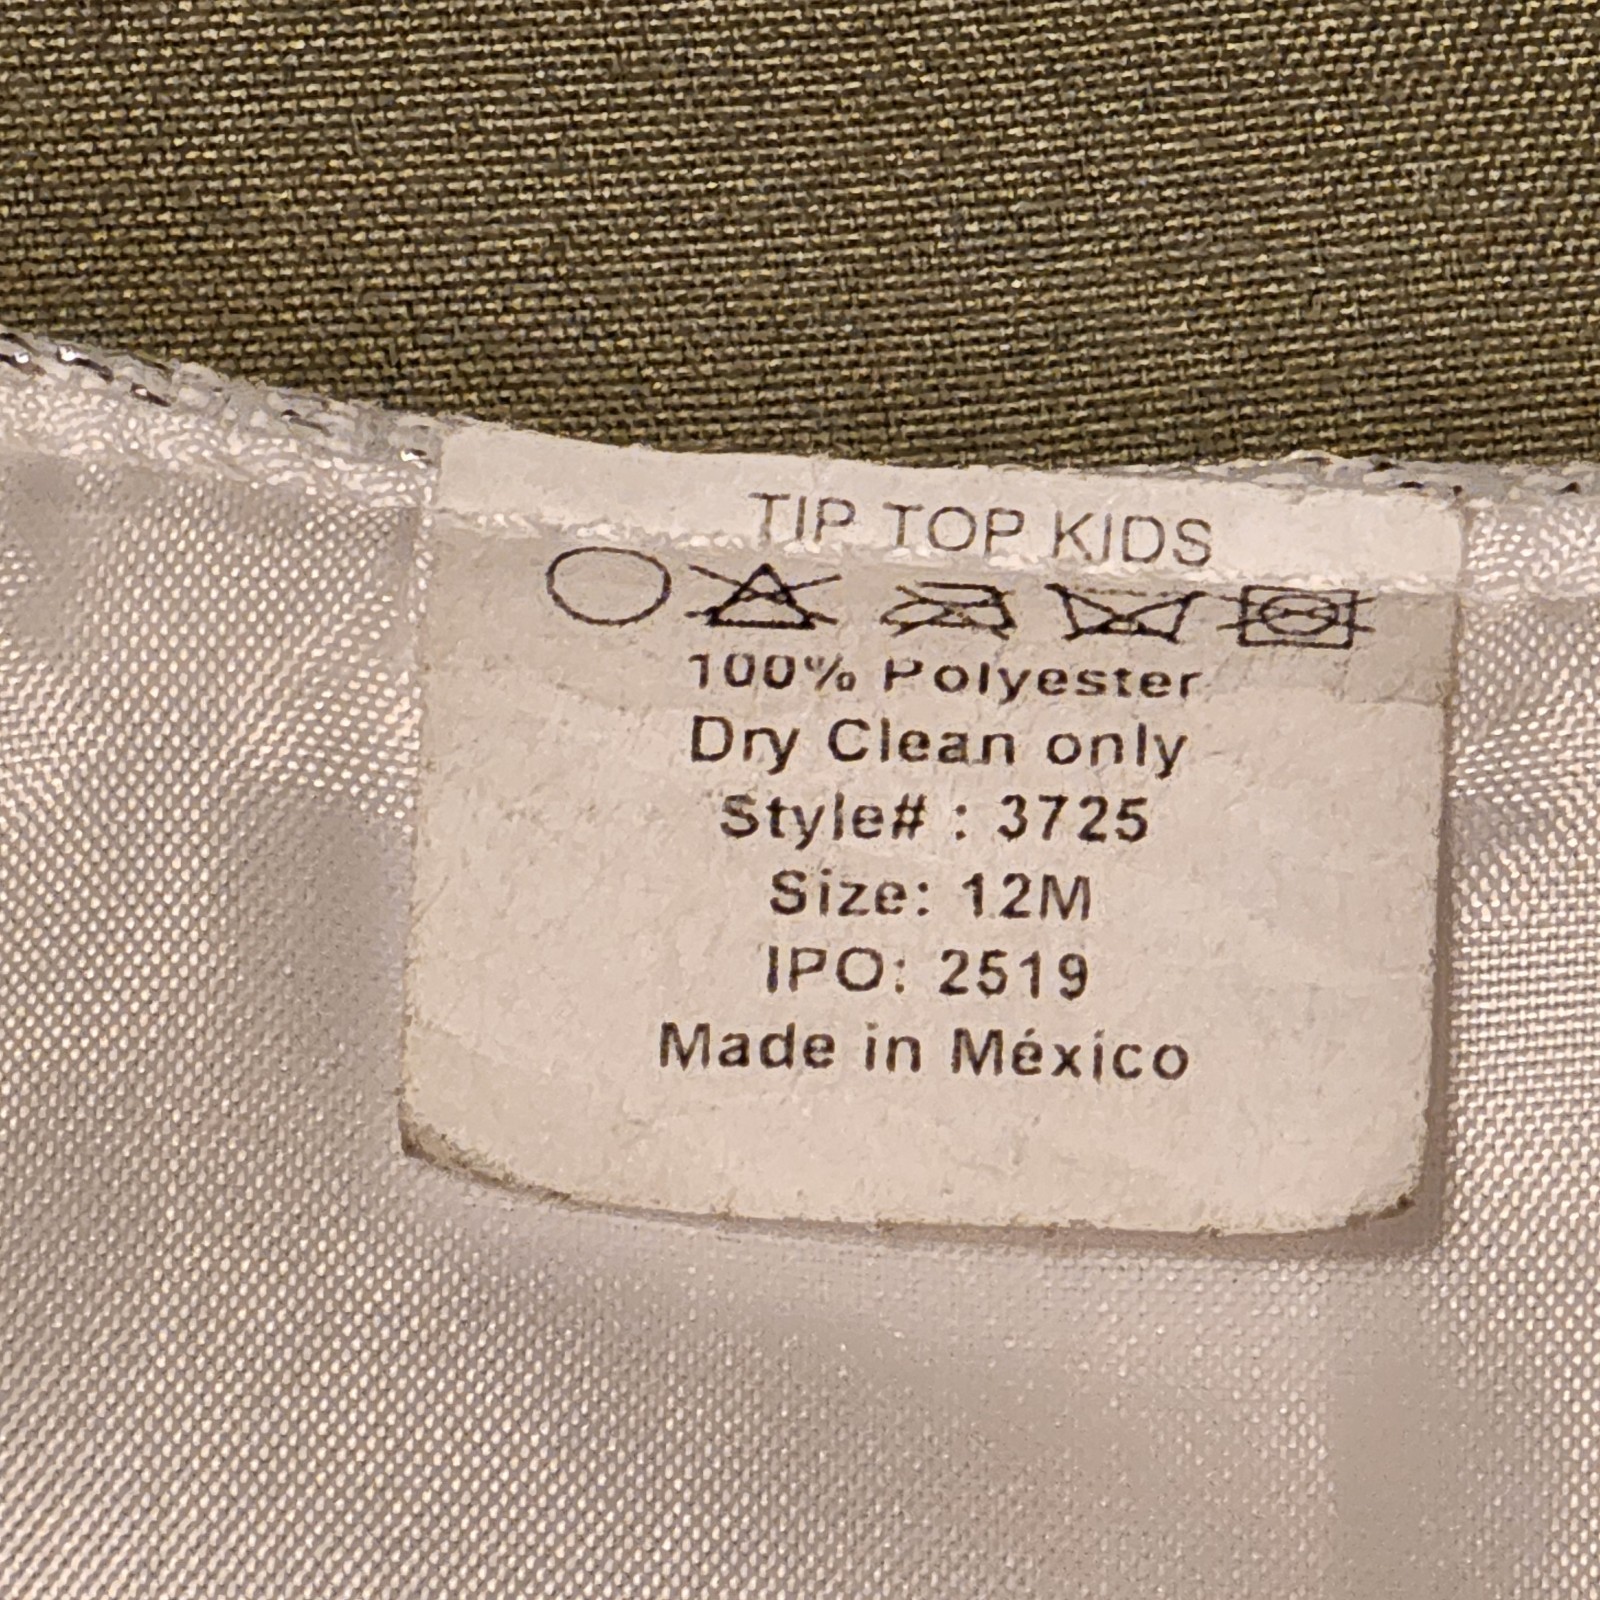 TIP TOP KIDS
100% Polyester
Dry Clean only
Style# : 3725
Size: 12M
IPO: 2519
Made in México